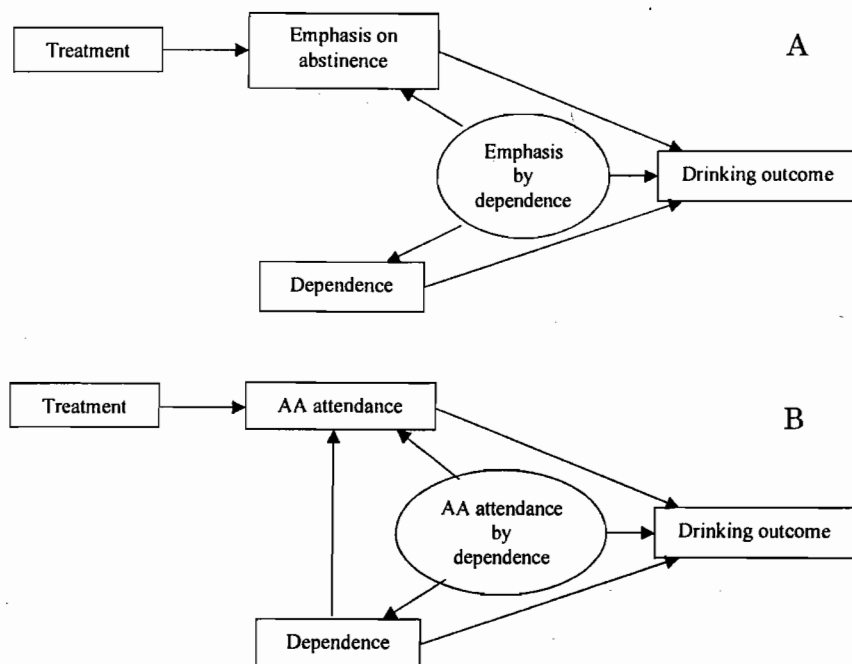 Treatment
Emphasis on
abstinence
A
Emphasis
by
dependence
Drinking outcome
Dependence
Treatment
AA attendance
B
AA attendance
by
dependence
Drinking outcome
Dependence